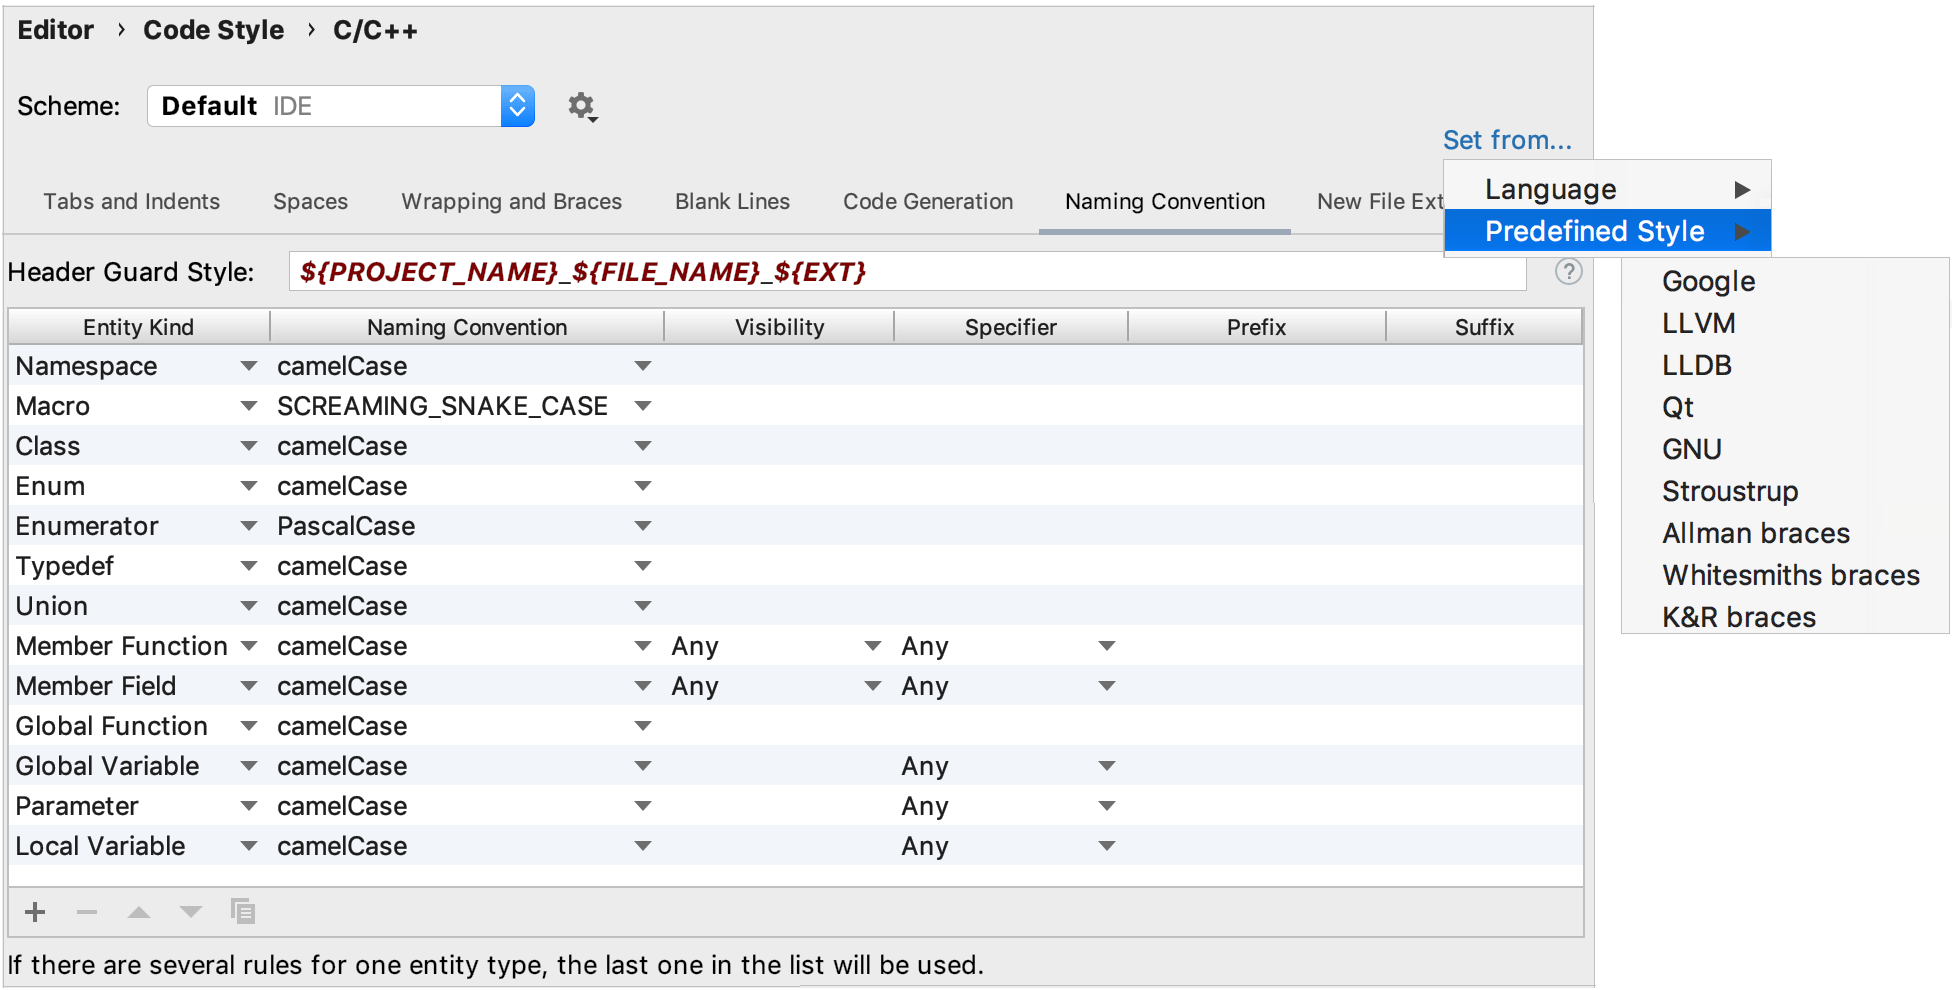 Editor › Code Style › C/C++
Scheme: Default IDE
Set from...
Language
Predefined Style
Google
LLVM
LLDB
Qt
GNU
Stroustrup
Allman braces
Whitesmiths braces
K&R braces
Tabs and Indents Spaces Wrapping and Braces Blank Lines Code Generation Naming Convention New File Ext
Header Guard Style: ${PROJECT_NAME}_${FILE_NAME}_${EXT} ?
Entity Kind Naming Convention Visibility Specifier Prefix Suffix
Namespace camelCase
Macro SCREAMING_SNAKE_CASE
Class camelCase
Enum camelCase
Enumerator PascalCase
Typedef camelCase
Union camelCase
Member Function camelCase Any Any
Member Field camelCase Any Any
Global Function camelCase
Global Variable camelCase Any
Parameter camelCase Any
Local Variable camelCase Any
If there are several rules for one entity type, the last one in the list will be used.